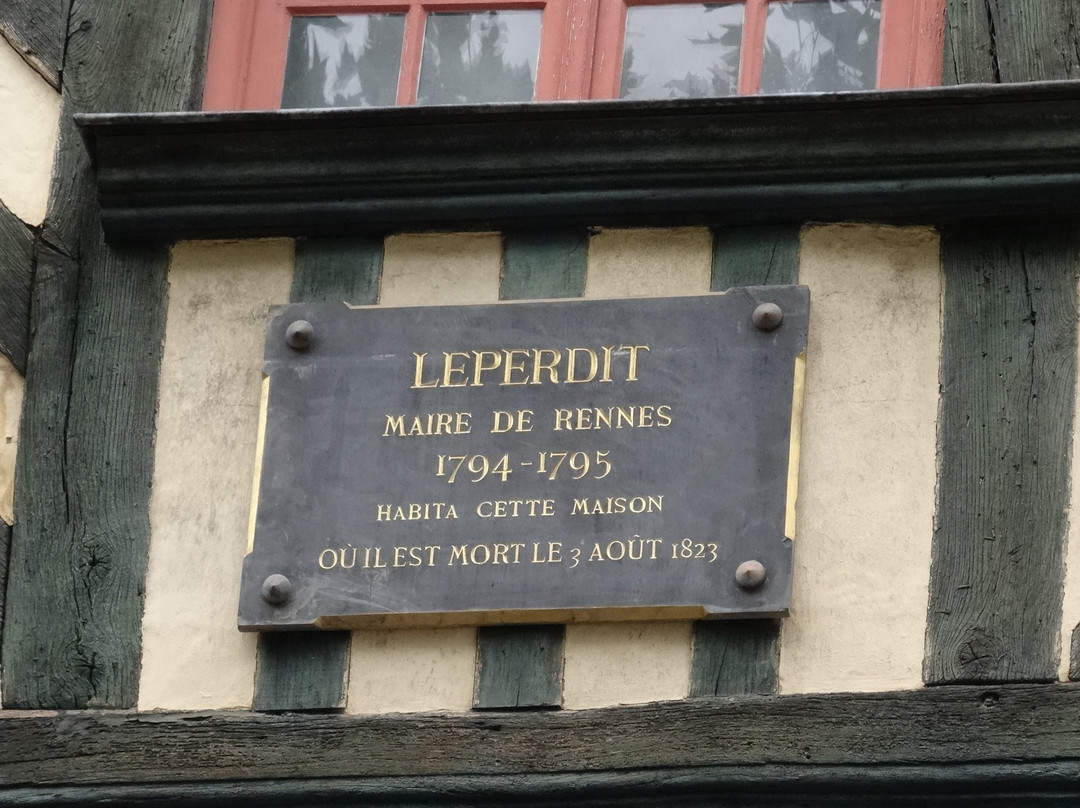 LEPERDIT
MAIRE DE RENNES
1794-1795
HABITA CETTE MAISON
OÙ IL EST MORT LE 3 AOÛT 1823